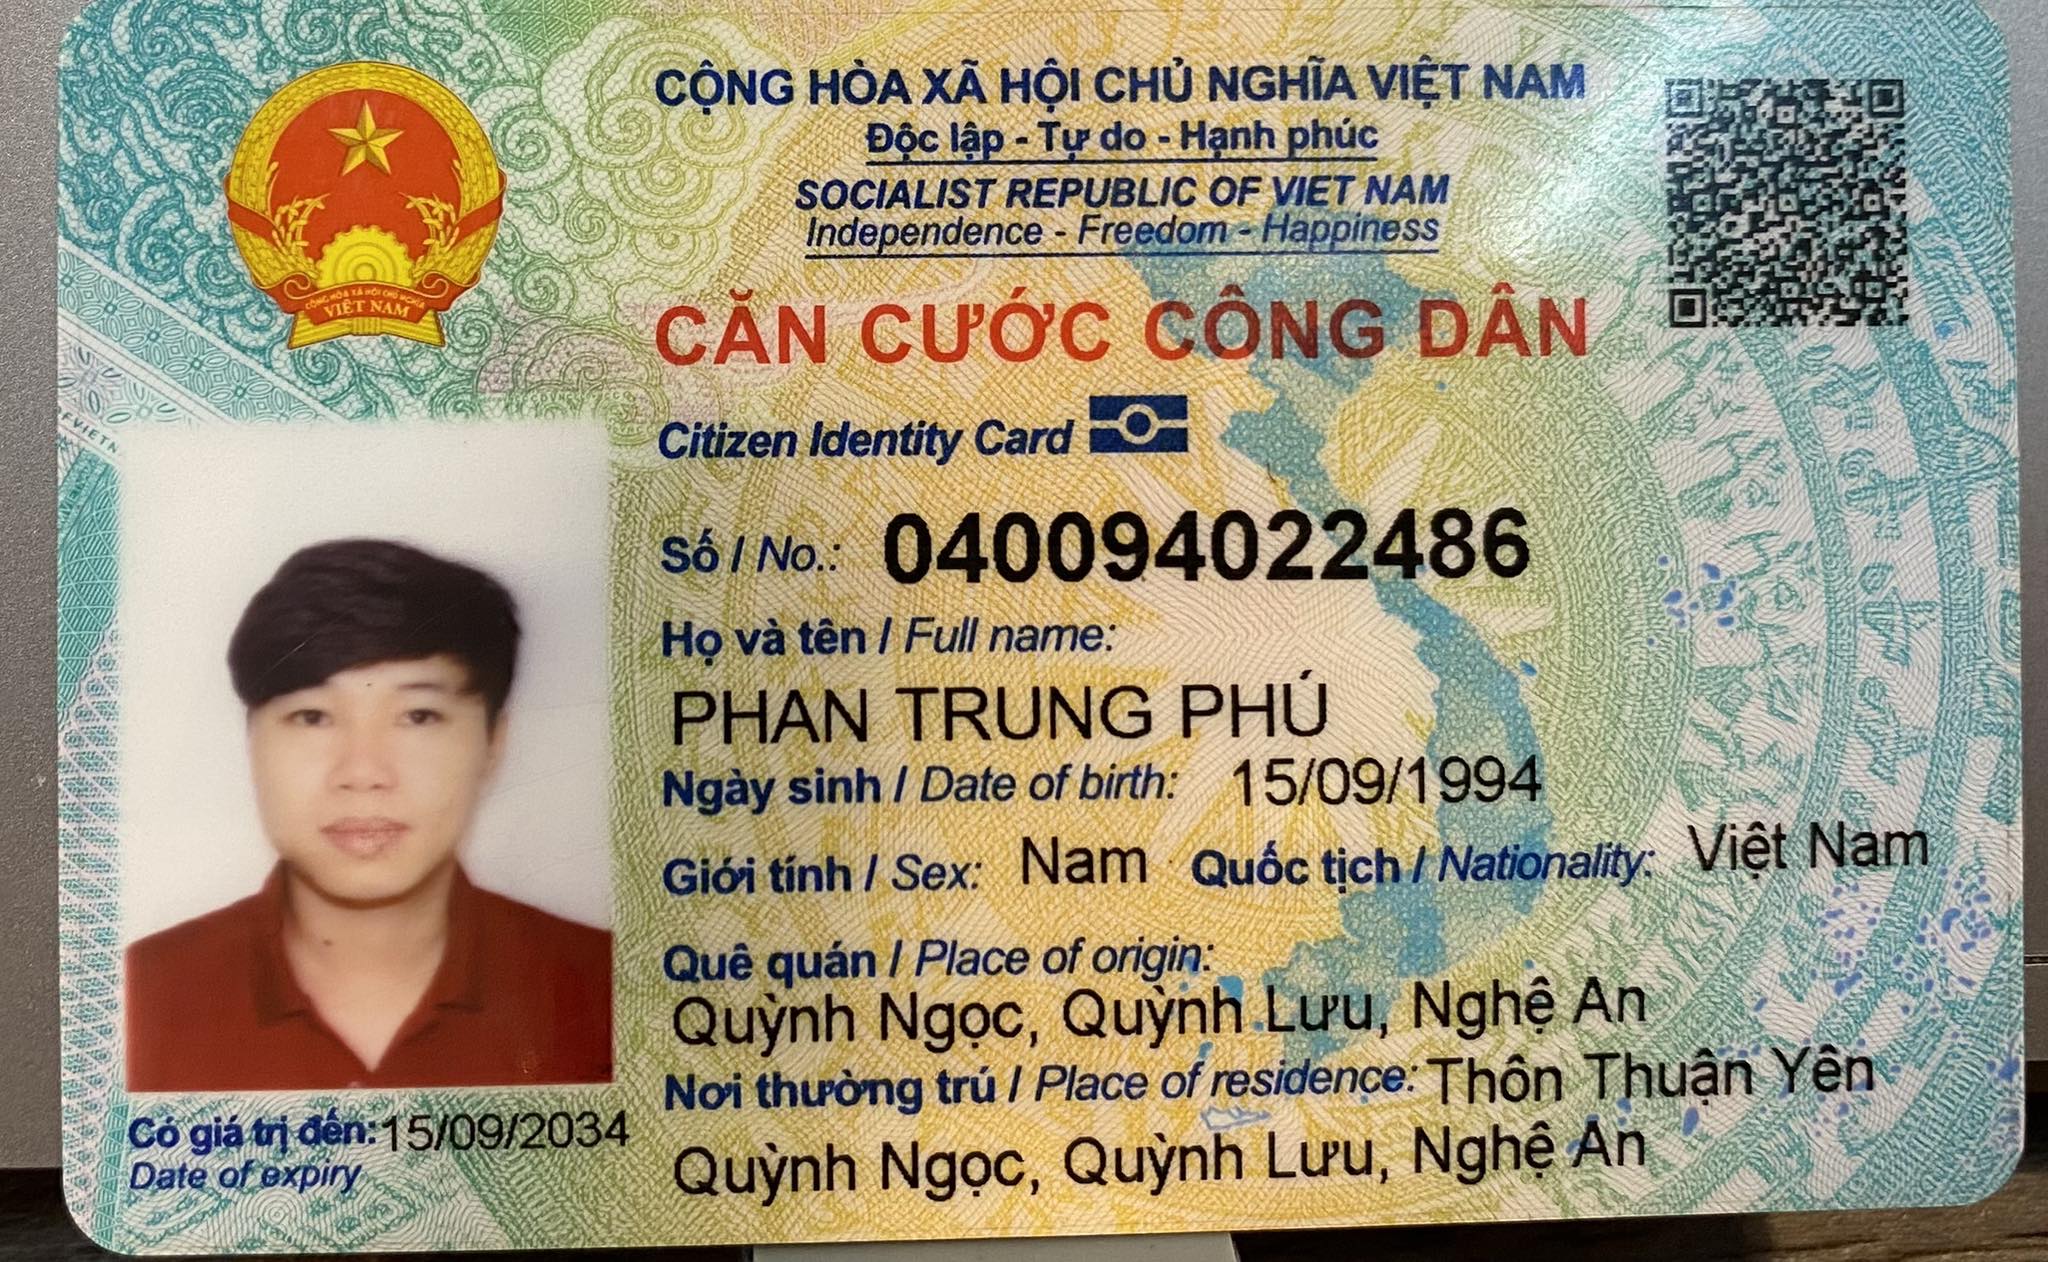 CỘNG HÒA XÃ HỘI CHỦ NGHĨA VIỆT NAM
Độc lập - Tự do - Hạnh phúc
SOCIALIST REPUBLIC OF VIET NAM
Independence - Freedom - Happiness
CỘNG HÒA XÃ HỘI CHỦ NGHĨA
VIỆT NAM
CĂN CƯỚC CÔNG DÂN
Citizen Identity Card
Số / No.: 040094022486
Họ và tên / Full name:
PHAN TRUNG PHÚ
Ngày sinh / Date of birth: 15/09/1994
Giới tính / Sex: Nam Quốc tịch / Nationality: Việt Nam
Quê quán / Place of origin:
Quỳnh Ngọc, Quỳnh Lưu, Nghệ An
Nơi thường trú / Place of residence: Thôn Thuận Yên
Quỳnh Ngọc, Quỳnh Lưu, Nghệ An
Có giá trị đến: 15/09/2034
Date of expiry